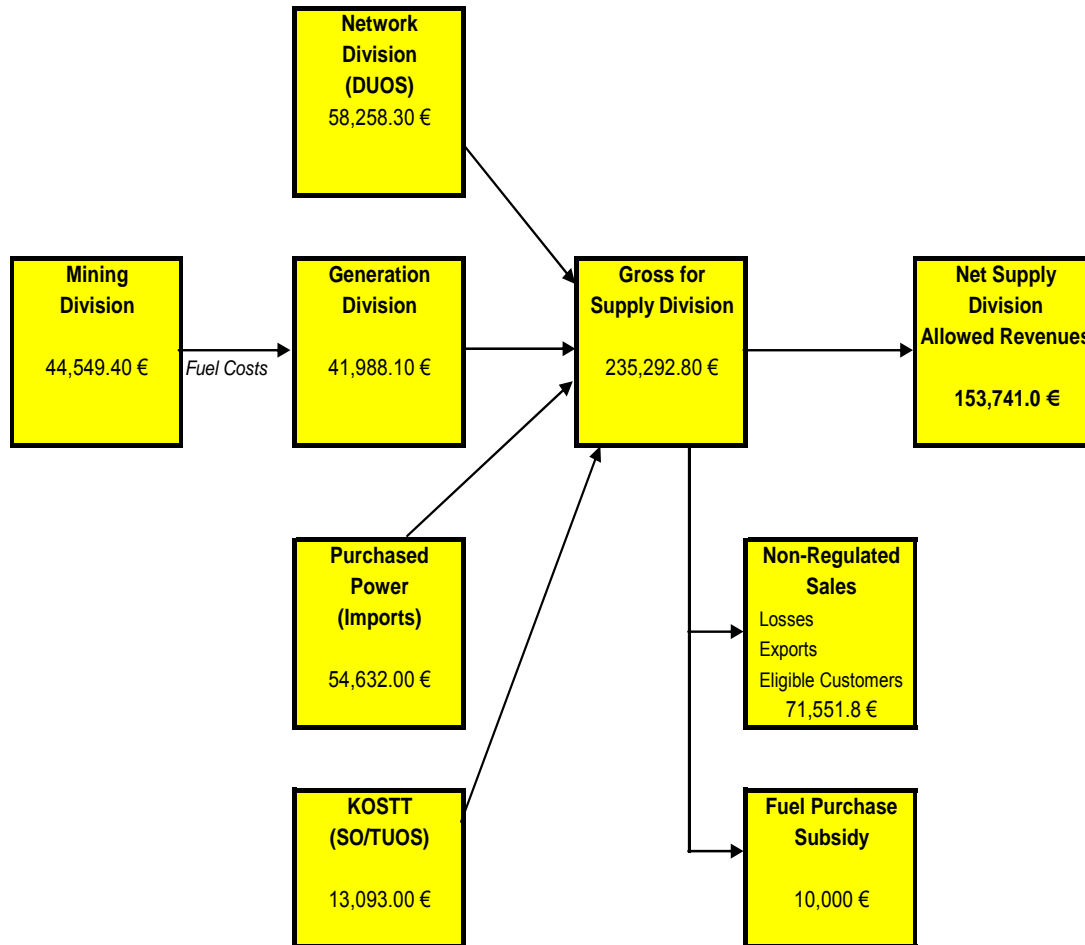 Network
Division
(DUOS)
58,258.30 €
Mining
Division
44,549.40 €
Fuel Costs
Generation
Division
41,988.10 €
Gross for
Supply Division
235,292.80 €
Net Supply
Division
Allowed Revenues
153,741.0 €
Purchased
Power
(Imports)
54,632.00 €
Non-Regulated
Sales
Losses
Exports
Eligible Customers
71,551.8 €
KOSTT
(SO/TUOS)
13,093.00 €
Fuel Purchase
Subsidy
10,000 €